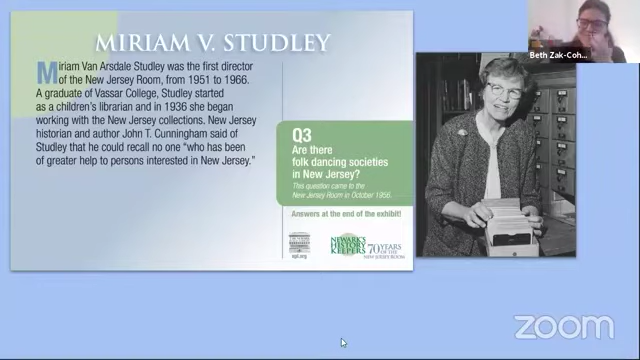 MIRIAM V. STUDLEY
Miriam Van Arsdale Studley was the first director
of the New Jersey Room, from 1951 to 1966.
A graduate of Vassar College, Studley started
as a children's librarian and in 1936 she began
working with the New Jersey collections. New Jersey
historian and author John T. Cunningham said of
Studley that he could recall no one "who has been
of greater help to persons interested in New Jersey."
Q3
Are there
folk dancing societies
in New Jersey?
This question came to the
New Jersey Room in October 1956.
Answers at the end of the exhibit!
npl.org
NEWARK'S
HISTORY
KEEPERS
70 YEARS
OF THE
NEW JERSEY ROOM
Beth Zak-Coh...
zoom